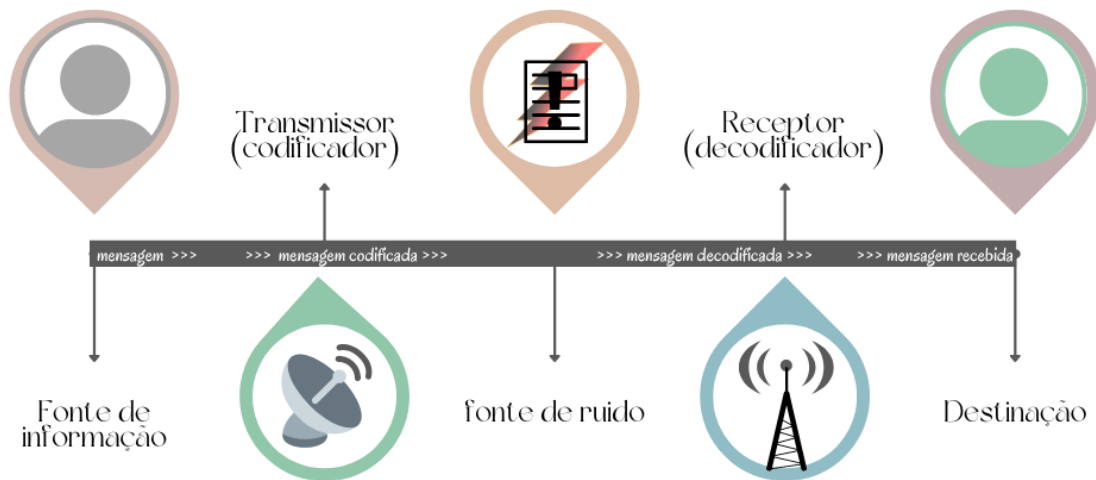 Transmissor
(codificador)
Receptor
(decodificador)
mensagem >>>
>>> mensagem codificada >>>
>>> mensagem decodificada >>>
>>> mensagem recebida
Fonte de
informação
fonte de ruido
Destinação